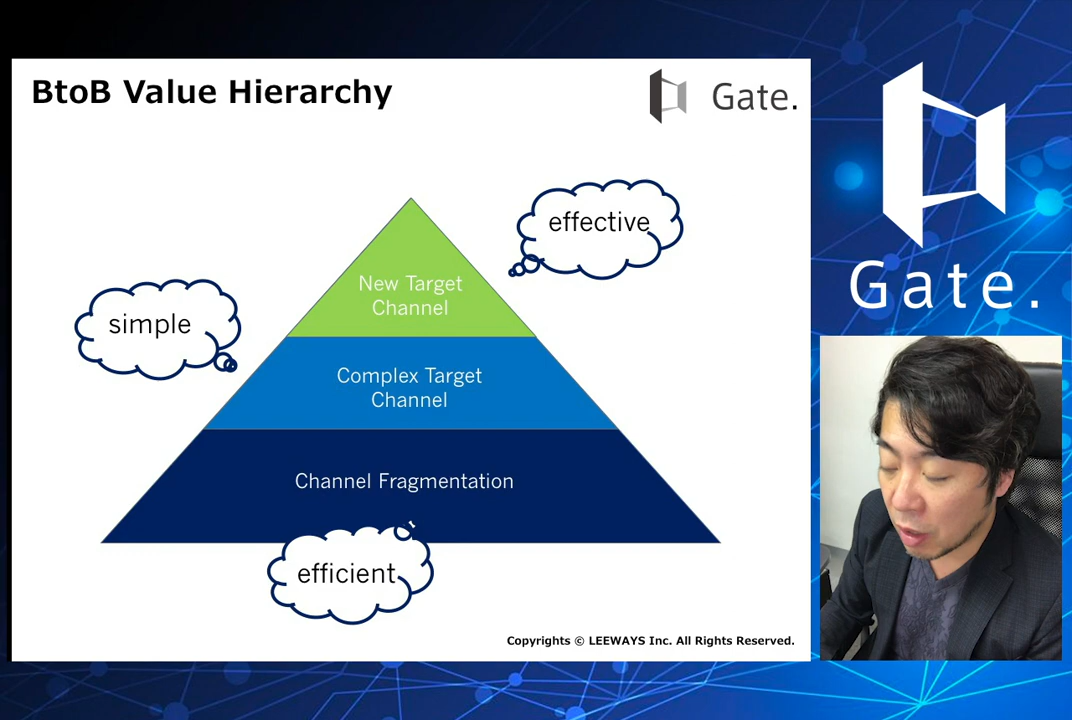 BtoB Value Hierarchy
Gate.
effective
New Target
Channel
simple
Complex Target
Channel
Channel Fragmentation
efficient
Copyrights © LEEWAYS Inc. All Rights Reserved.
Gate.